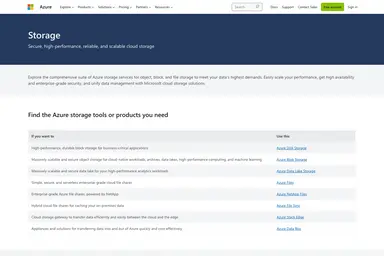 Azure
Explore
Products
Solutions
Pricing
Partners
Resources
Search
Learn
Support
Contact Sales
Free account
Sign in
Storage
Secure, high-performance, reliable, and scalable cloud storage
Explore the comprehensive suite of Azure storage services for object, block, and file storage to meet your data's highest demands. Easily scale your performance, get high availability
and enterprise-grade security, and unify data management with Microsoft cloud storage solutions.
Find the Azure storage tools or products you need
If you want to
Use this
High-performance, durable block storage for business-critical applications
Azure Disk Storage
Massively scalable and secure object storage for cloud-native workloads, archives, data lakes, high-performance computing, and machine learning
Azure Blob Storage
Massively scalable and secure data lake for your high-performance analytics workloads
Azure Data Lake Storage
Simple, secure, and serverless enterprise-grade cloud file shares
Azure Files
Enterprise-grade Azure file shares, powered by NetApp
Azure NetApp Files
Hybrid cloud file shares for caching your on-premises data
Azure File Sync
Cloud storage gateway to transfer data efficiently and easily between the cloud and the edge
Azure Stack Edge
Appliances and solutions for transferring data into and out of Azure quickly and cost-effectively
Azure Data Box